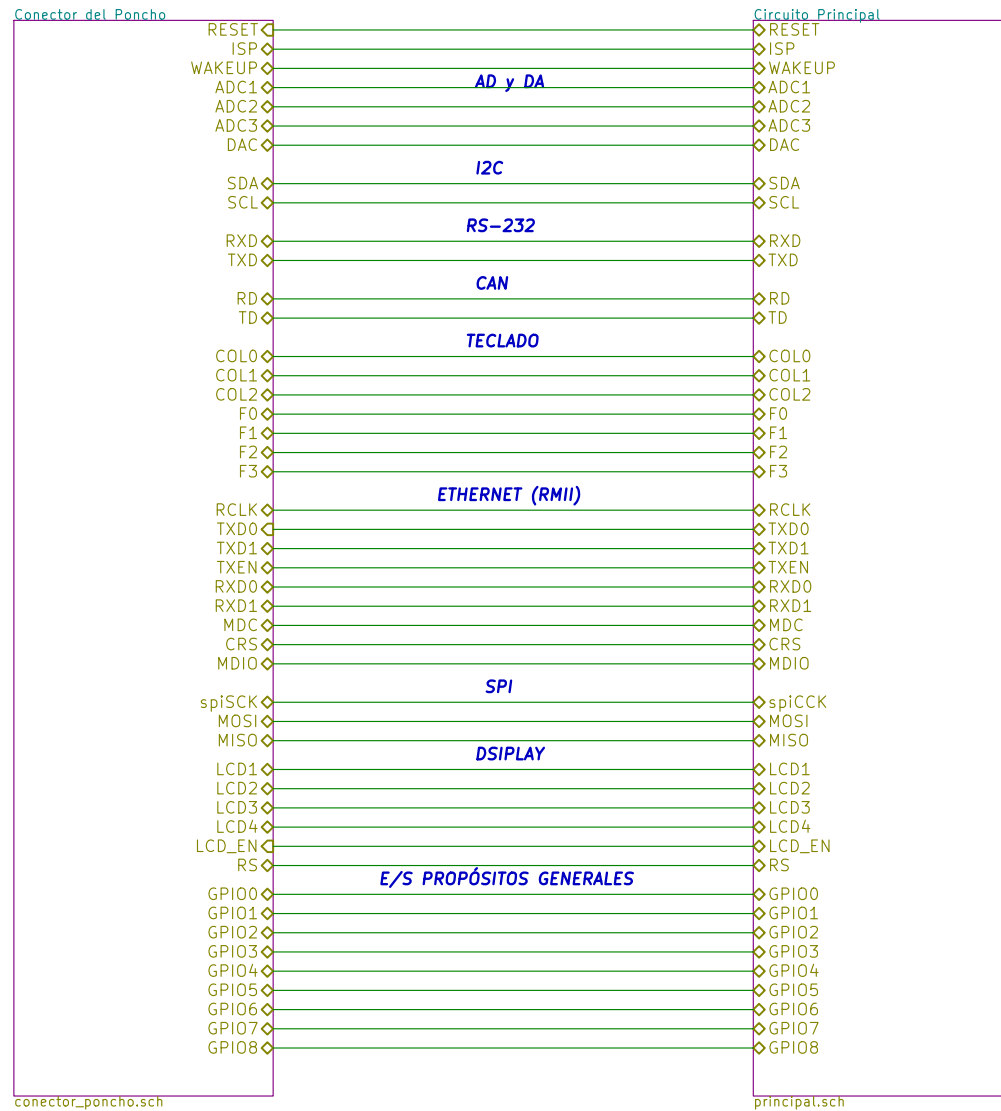 Conector del Poncho Circuito Principal
RESET RESET
ISP ISP
WAKEUP WAKEUP
AD y DA
ADC1 ADC1
ADC2 ADC2
ADC3 ADC3
DAC DAC
I2C
SDA SDA
SCL SCL
RS-232
RXD RXD
TXD TXD
CAN
RD RD
TD TD
TECLADO
COL0 COL0
COL1 COL1
COL2 COL2
F0 F0
F1 F1
F2 F2
F3 F3
ETHERNET (RMII)
RCLK RCLK
TXD0 TXD0
TXD1 TXD1
TXEN TXEN
RXD0 RXD0
RXD1 RXD1
MDC MDC
CRS CRS
MDIO MDIO
SPI
spiSCK spiCCK
MOSI MOSI
MISO MISO
DSIPLAY
LCD1 LCD1
LCD2 LCD2
LCD3 LCD3
LCD4 LCD4
LCD_EN LCD_EN
RS RS
E/S PROPÓSITOS GENERALES
GPIO0 GPIO0
GPIO1 GPIO1
GPIO2 GPIO2
GPIO3 GPIO3
GPIO4 GPIO4
GPIO5 GPIO5
GPIO6 GPIO6
GPIO7 GPIO7
GPIO8 GPIO8
conector_poncho.sch principal.sch